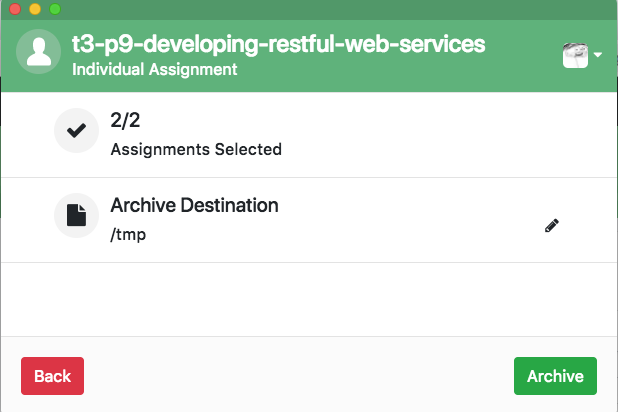 t3-p9-developing-restful-web-services
Individual Assignment
2/2
Assignments Selected
Archive Destination
/tmp
Back
Archive